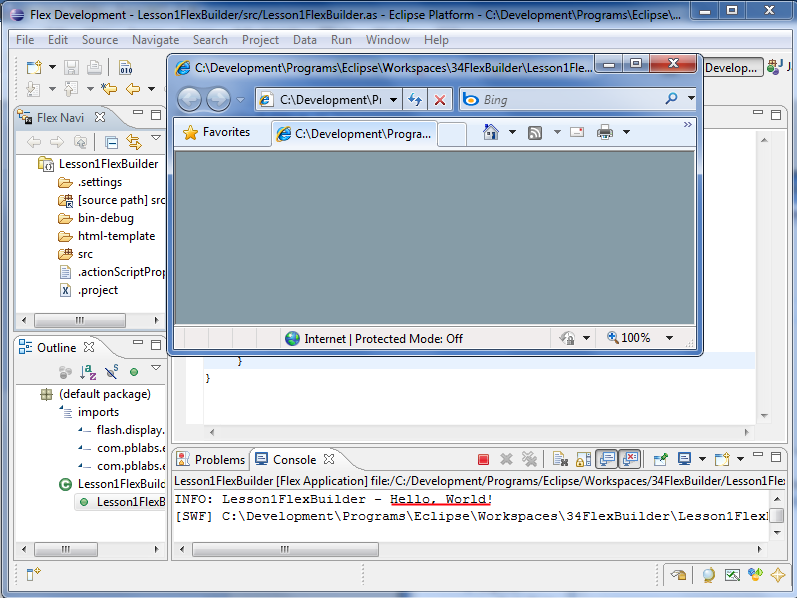 Flex Development - Lesson1FlexBuilder/src/Lesson1FlexBuilder.as - Eclipse Platform - C:\Development\Programs\Eclipse\...
File Edit Source Navigate Search Project Data Run Window Help
C:\Development\Programs\Eclipse\Workspaces\34FlexBuilder\Lesson1Fle...
Develop...
C:\Development\Pr
Bing
Favorites
C:\Development\Progra...
Internet | Protected Mode: Off
100%
Flex Navi
Lesson1FlexBuilder
.settings
[source path] src
bin-debug
html-template
src
.actionScriptProp
.project
Outline
(default package)
imports
flash.display.
com.pblabs.e
com.pblabs.e
Lesson1FlexBuilc
Lesson1FlexB
}
}
Problems Console
Lesson1FlexBuilder [Flex Application] file:/C:/Development/Programs/Eclipse/Workspaces/34FlexBuilder/Lesson1Flex
INFO: Lesson1FlexBuilder - Hello, World!
[SWF] C:\Development\Programs\Eclipse\Workspaces\34FlexBuilder\Lesson1Flex